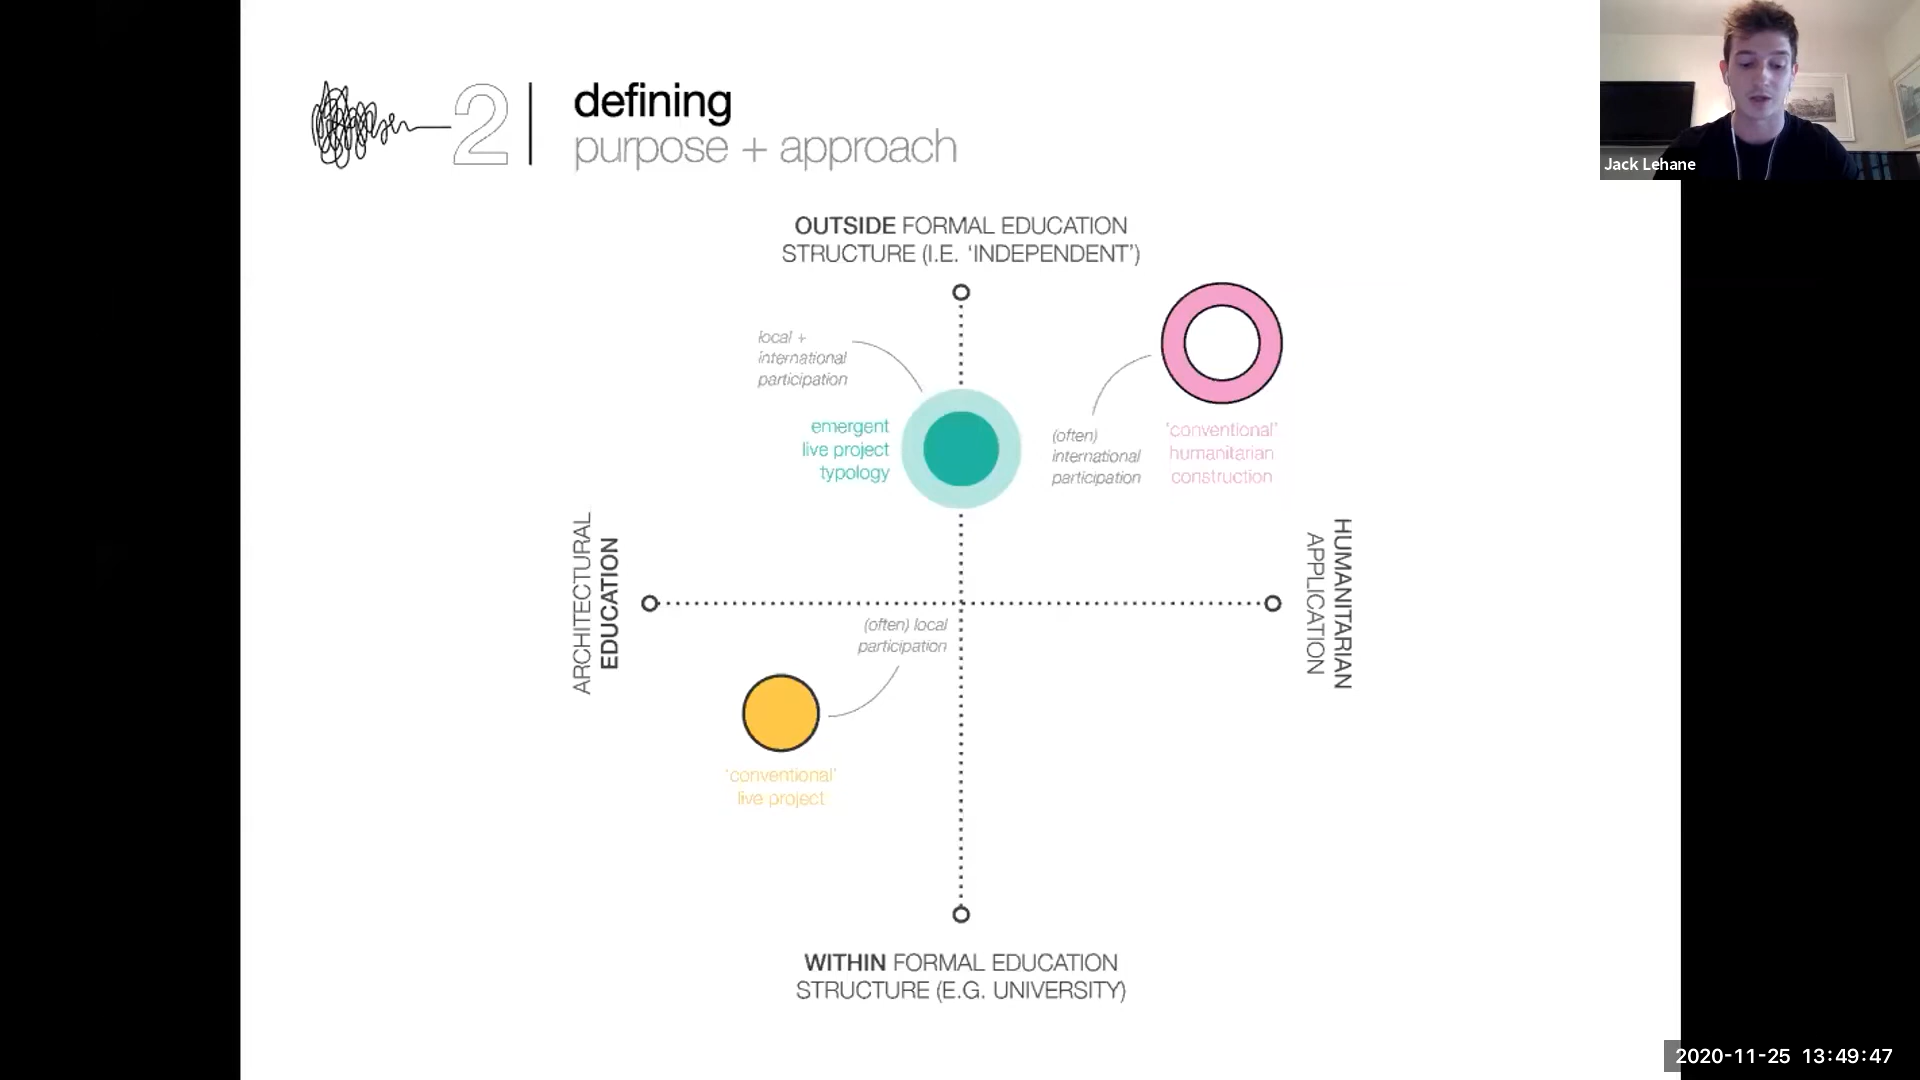 2
defining
purpose + approach
Jack Lehane
OUTSIDE FORMAL EDUCATION
STRUCTURE (I.E. ‘INDEPENDENT’)
local +
international
participation
emergent
live project
typology
(often)
international
participation
‘conventional’
humanitarian
construction
ARCHITECTURAL
EDUCATION
HUMANITARIAN
APPLICATION
(often) local
participation
‘conventional’
live project
WITHIN FORMAL EDUCATION
STRUCTURE (E.G. UNIVERSITY)
2020-11-25 13:49:47